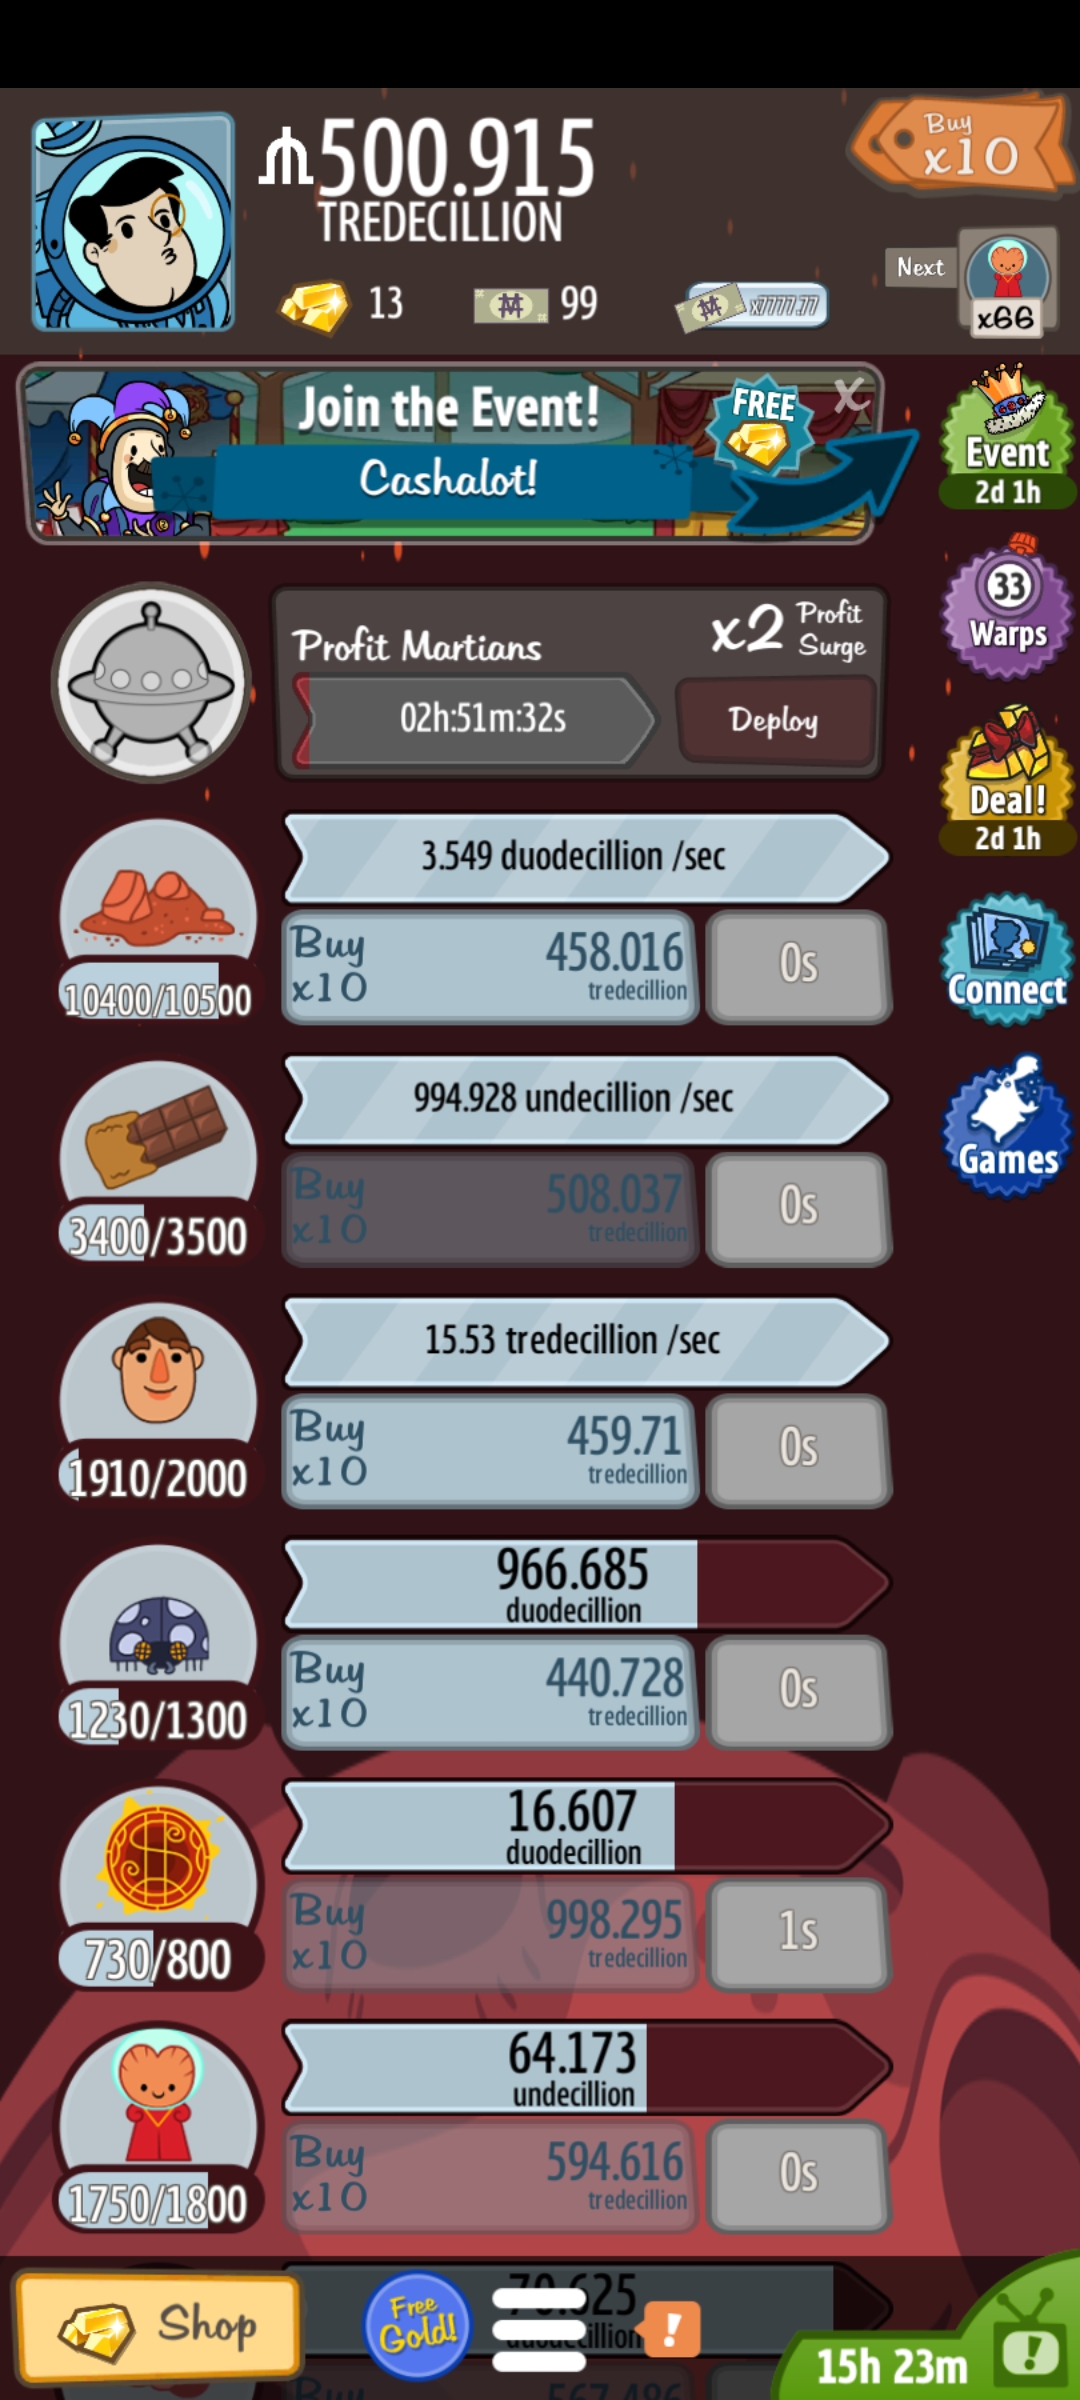 500.915
TREDECILLION
Buy
x10
13
99
x7777.77
Next
x66
Join the Event!
Cashalot!
FREE
X
Event
2d 1h
Profit Martians
x2 Profit
Surge
02h:51m:32s
Deploy
33
Warps
Deal!
2d 1h
3.549 duodecillion /sec
10400/10500
Buy
x10
458.016
tredecillion
0s
Connect
994.928 undecillion /sec
3400/3500
Buy
x10
508.037
tredecillion
0s
Games
15.53 tredecillion /sec
1910/2000
Buy
x10
459.71
tredecillion
0s
966.685
duodecillion
1230/1300
Buy
x10
440.728
tredecillion
0s
16.607
duodecillion
730/800
Buy
x10
998.295
tredecillion
1s
64.173
undecillion
1750/1800
Buy
x10
594.616
tredecillion
0s
Shop
Free
Gold!
!
15h 23m
!